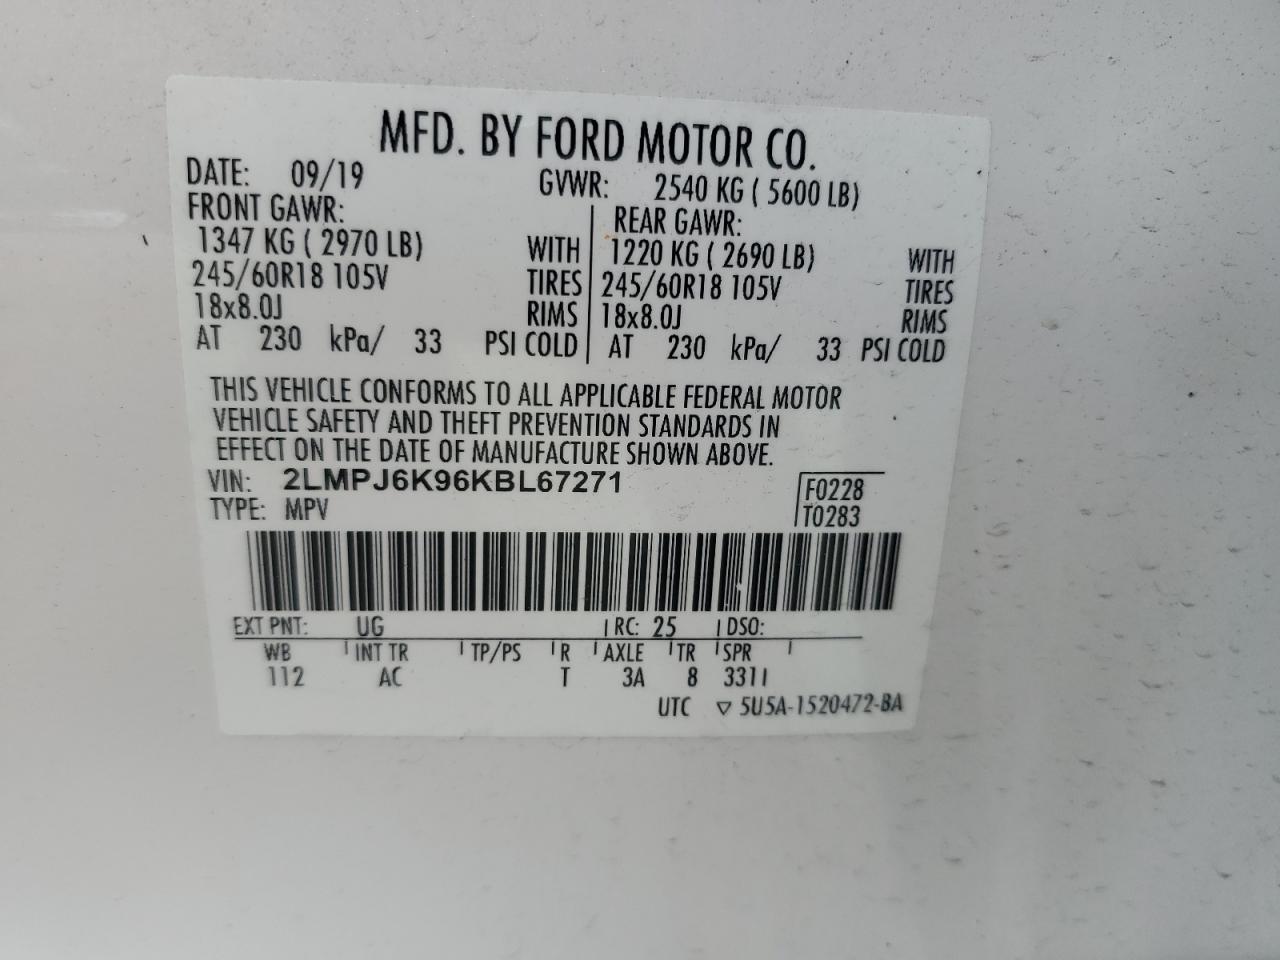 MFD. BY FORD MOTOR CO.
DATE: 09/19 GVWR: 2540 KG ( 5600 LB)
FRONT GAWR: REAR GAWR:
1347 KG ( 2970 LB) WITH 1220 KG ( 2690 LB) WITH
245/60R18 105V TIRES 245/60R18 105V TIRES
18x8.0J RIMS 18x8.0J RIMS
AT 230 kPa/ 33 PSI COLD AT 230 kPa/ 33 PSI COLD
THIS VEHICLE CONFORMS TO ALL APPLICABLE FEDERAL MOTOR
VEHICLE SAFETY AND THEFT PREVENTION STANDARDS IN
EFFECT ON THE DATE OF MANUFACTURE SHOWN ABOVE.
VIN: 2LMPJ6K96KBL67271
TYPE: MPV
F0228
T0283
EXT PNT: UG RC: 25 DSO:
WB INT TR TP/PS R AXLE TR SPR
112 AC T 3A 8 3311
UTC ▽ 5U5A-1520472-BA